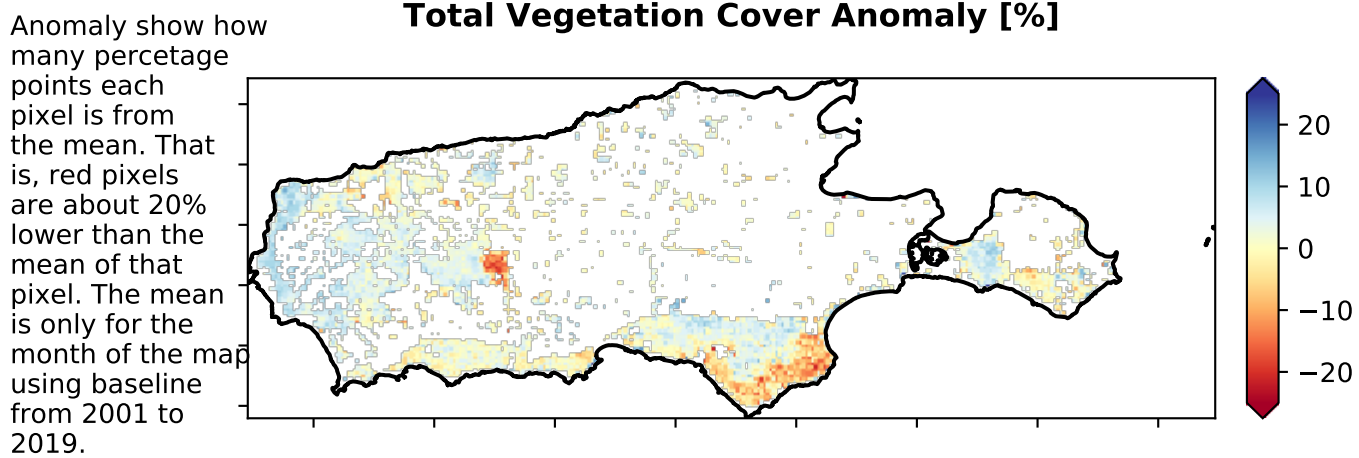 Total Vegetation Cover Anomaly [%]
Anomaly show how
many percetage
points each
pixel is from
the mean. That
is, red pixels
are about 20%
lower than the
mean of that
pixel. The mean
is only for the
month of the map
using baseline
from 2001 to
2019.
20
10
0
−10
−20